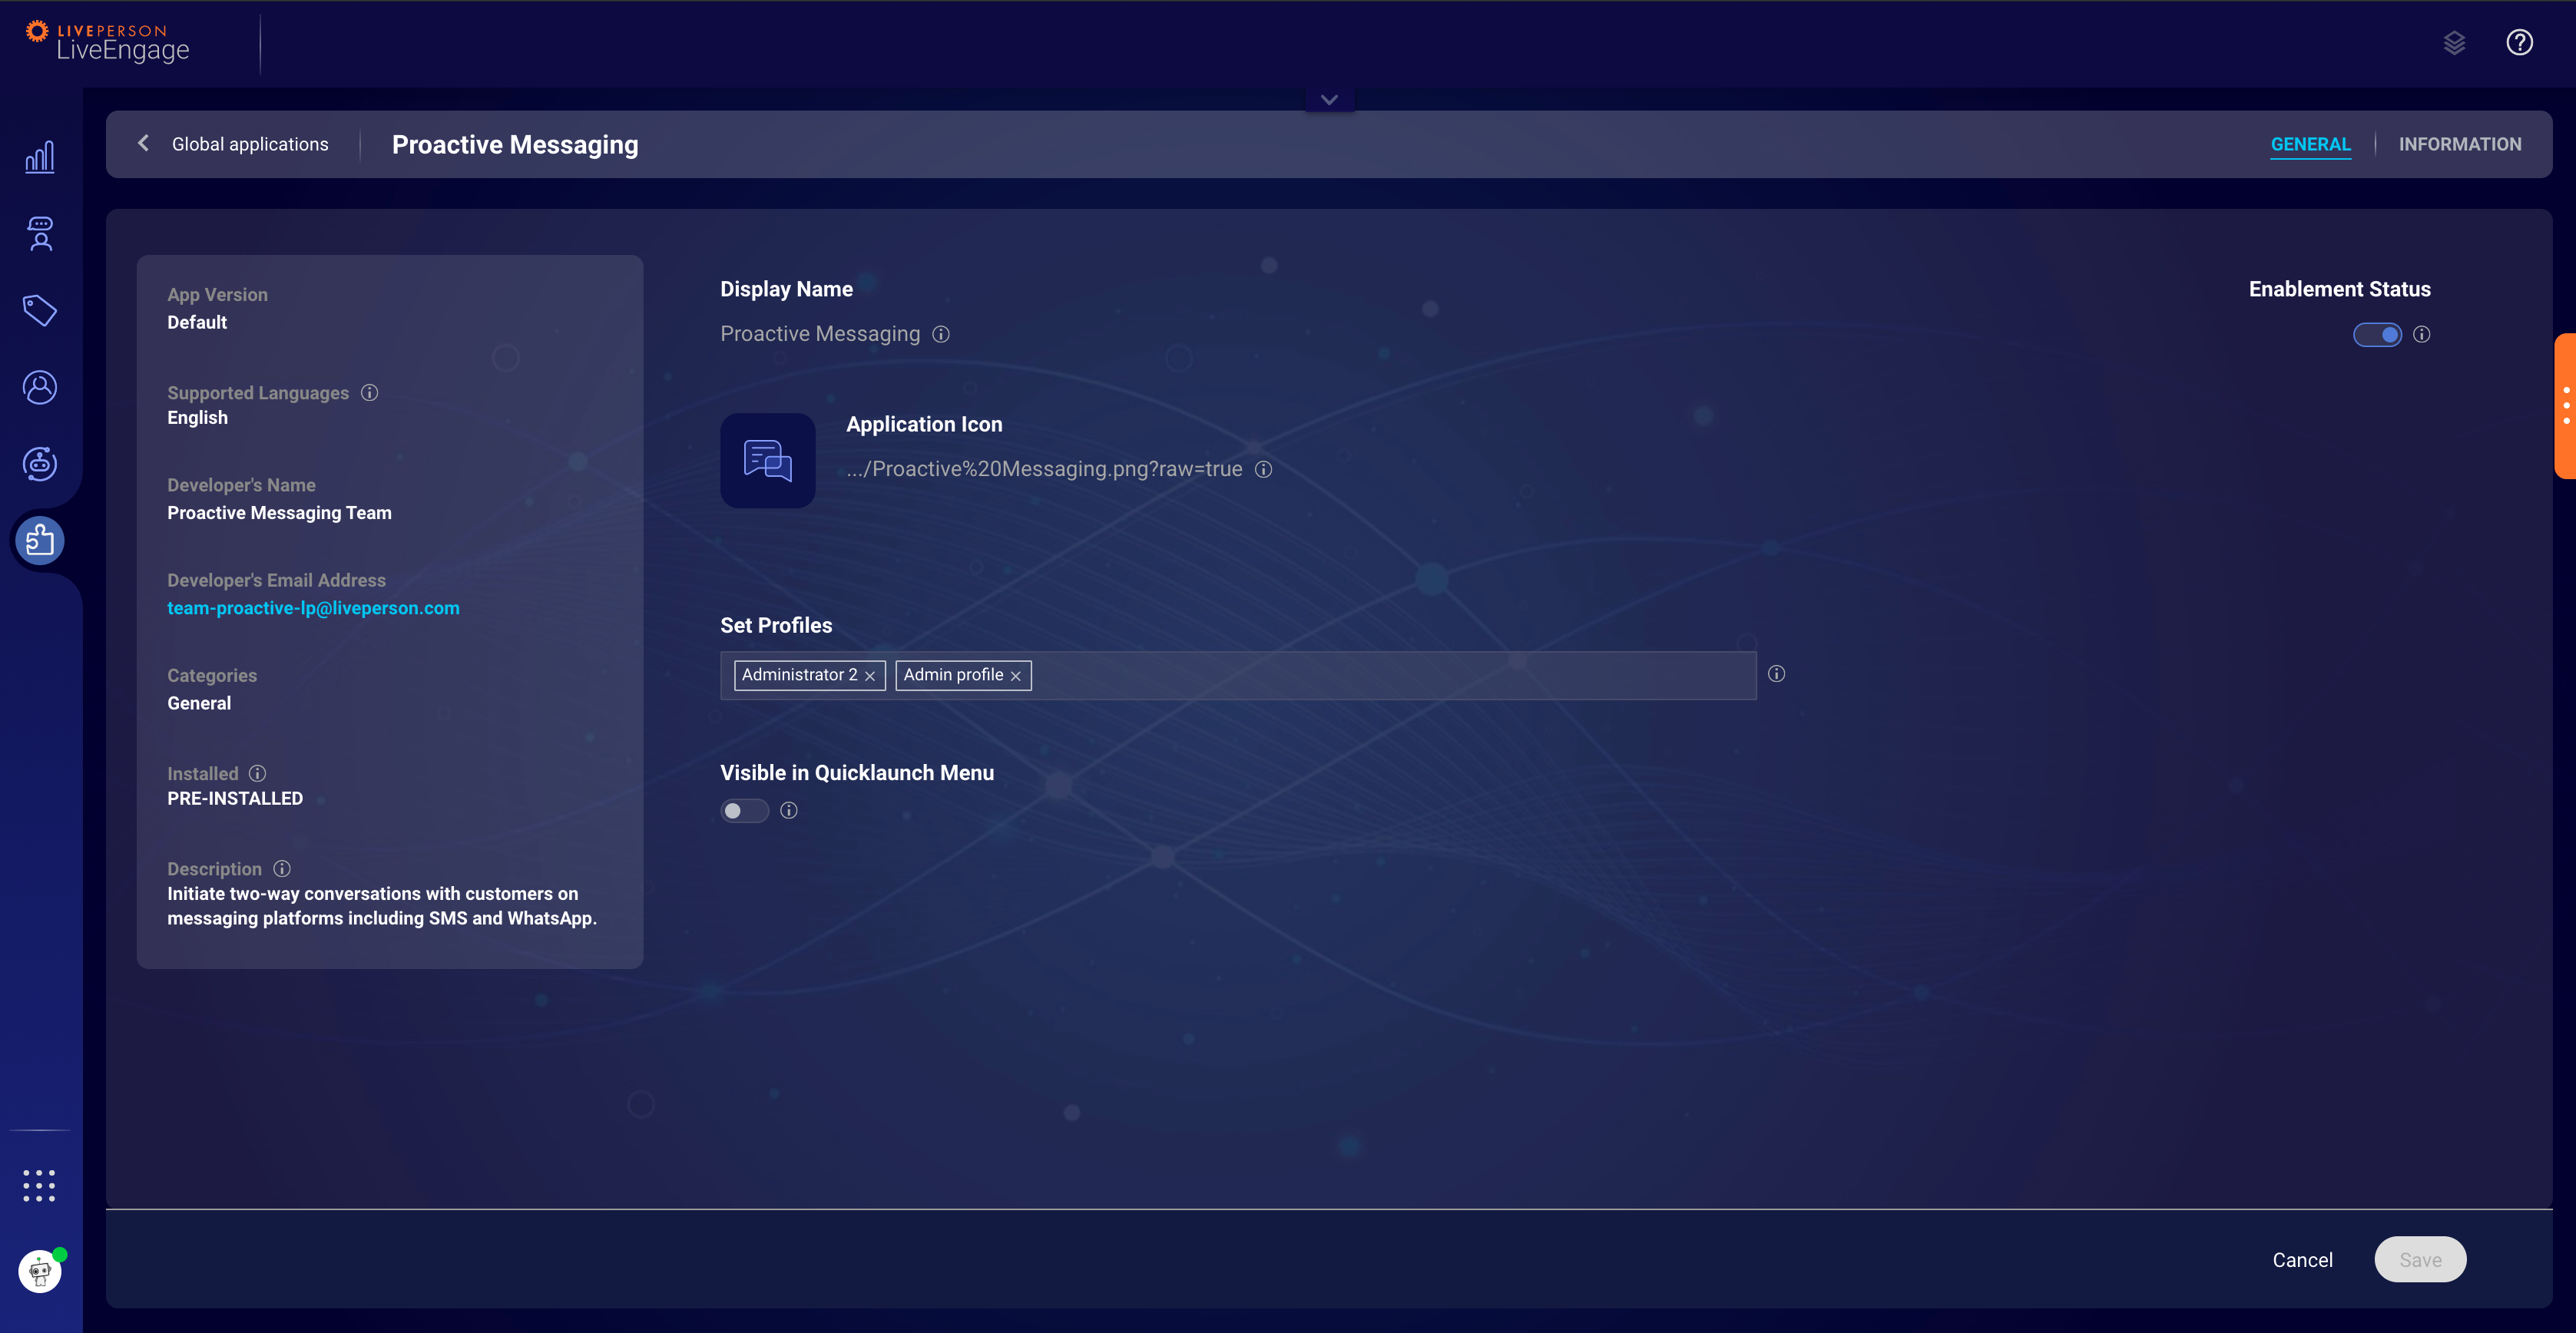 LIVEPERSON
LiveEngage
Global applications
Proactive Messaging
GENERAL
INFORMATION
App Version
Default
Supported Languages
English
Developer's Name
Proactive Messaging Team
Developer's Email Address
team-proactive-lp@liveperson.com
Categories
General
Installed
PRE-INSTALLED
Description
Initiate two-way conversations with customers on
messaging platforms including SMS and WhatsApp.
Display Name
Proactive Messaging
Enablement Status
Application Icon
.../Proactive%20Messaging.png?raw=true
Set Profiles
Administrator 2 × Admin profile ×
Visible in Quicklaunch Menu
Cancel
Save